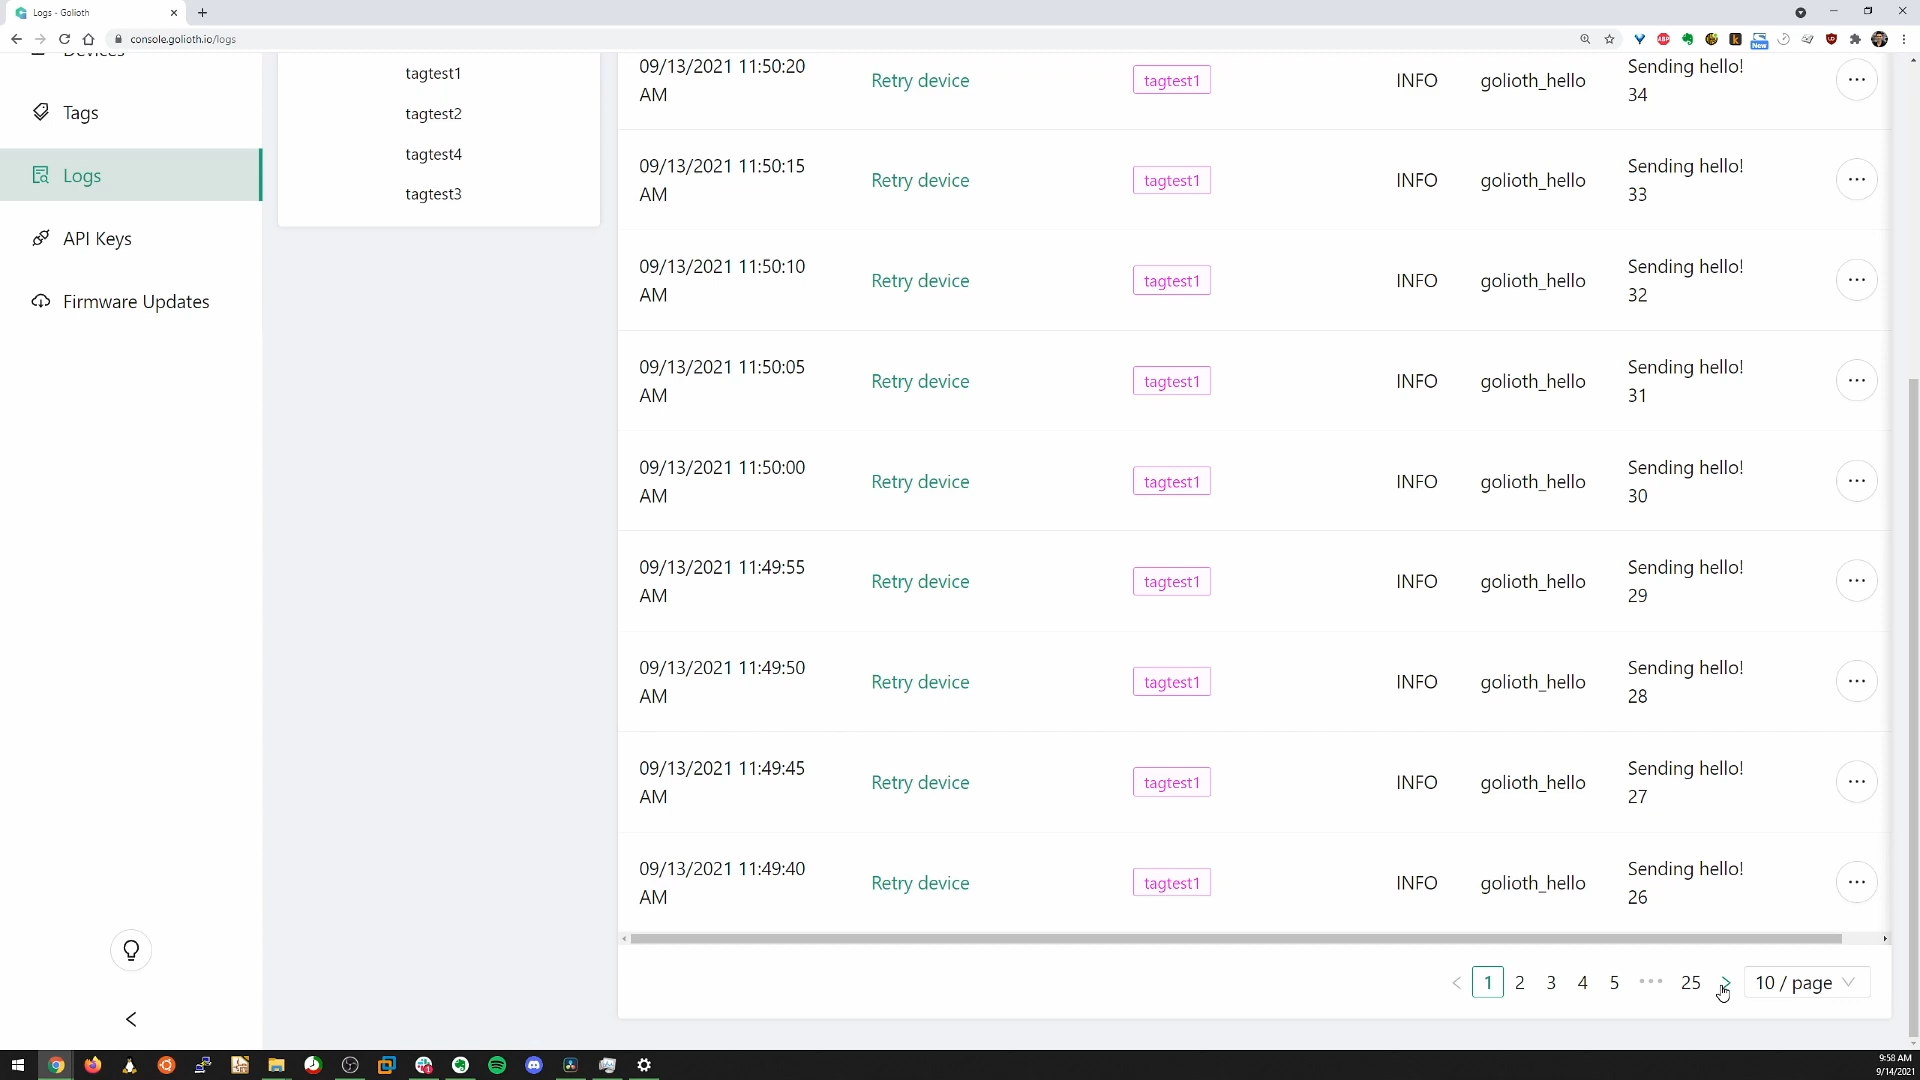 Logs - Golioth
console.golioth.io/logs
ABP
k
New
Devices
Tags
Logs
API Keys
Firmware Updates
tagtest1
tagtest2
tagtest4
tagtest3
09/13/2021 11:50:20 AM Retry device tagtest1 INFO golioth_hello Sending hello! 34
09/13/2021 11:50:15 AM Retry device tagtest1 INFO golioth_hello Sending hello! 33
09/13/2021 11:50:10 AM Retry device tagtest1 INFO golioth_hello Sending hello! 32
09/13/2021 11:50:05 AM Retry device tagtest1 INFO golioth_hello Sending hello! 31
09/13/2021 11:50:00 AM Retry device tagtest1 INFO golioth_hello Sending hello! 30
09/13/2021 11:49:55 AM Retry device tagtest1 INFO golioth_hello Sending hello! 29
09/13/2021 11:49:50 AM Retry device tagtest1 INFO golioth_hello Sending hello! 28
09/13/2021 11:49:45 AM Retry device tagtest1 INFO golioth_hello Sending hello! 27
09/13/2021 11:49:40 AM Retry device tagtest1 INFO golioth_hello Sending hello! 26
< 1 2 3 4 5 ••• 25 > 10 / page
9:58 AM
9/14/2021